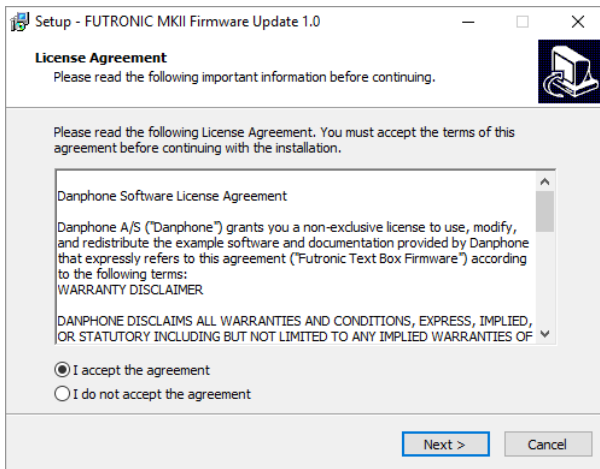 Setup - FUTRONIC MKII Firmware Update 1.0
License Agreement
Please read the following important information before continuing.
Please read the following License Agreement. You must accept the terms of this
agreement before continuing with the installation.
Danphone Software License Agreement
Danphone A/S ("Danphone") grants you a non-exclusive license to use, modify,
and redistribute the example software and documentation provided by Danphone
that expressly refers to this agreement ("Futronic Text Box Firmware") according
to the following terms:
WARRANTY DISCLAIMER
DANPHONE DISCLAIMS ALL WARRANTIES AND CONDITIONS, EXPRESS, IMPLIED,
OR STATUTORY INCLUDING BUT NOT LIMITED TO ANY IMPLIED WARRANTIES OF
I accept the agreement
I do not accept the agreement
Next >
Cancel